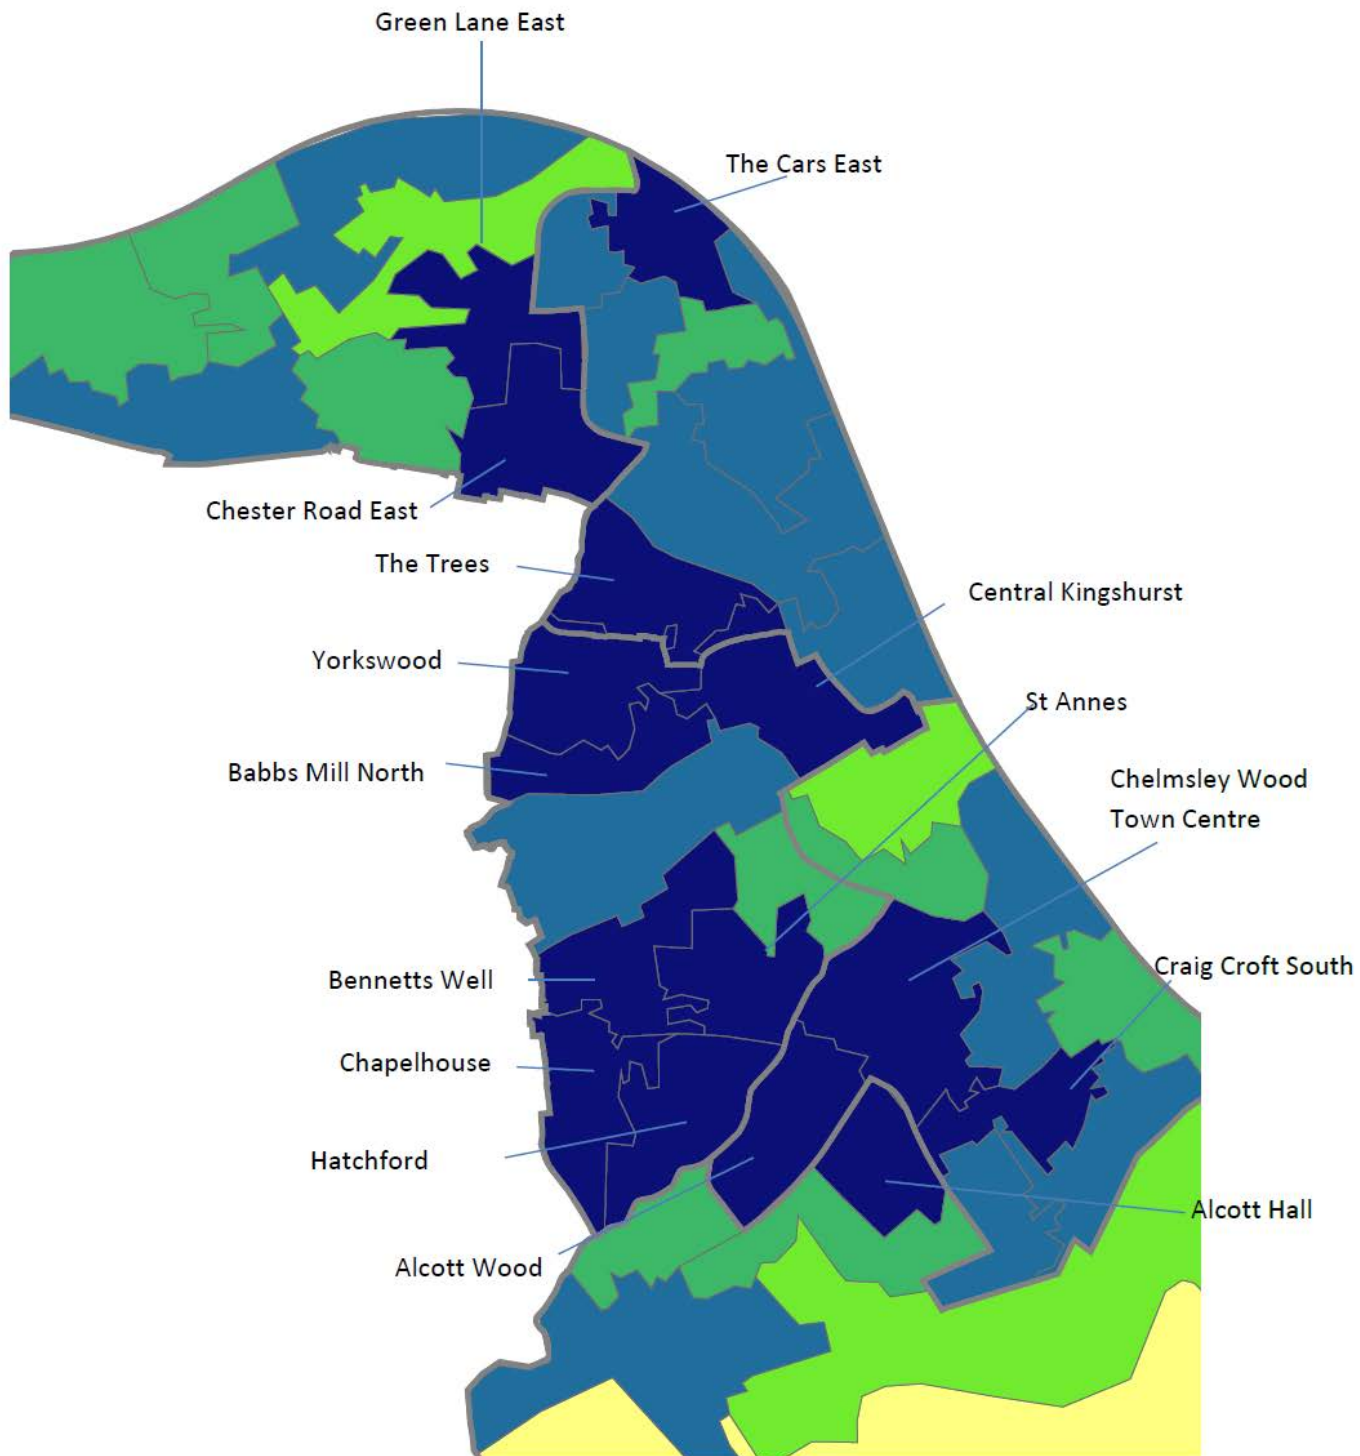 Green Lane East
The Cars East
Chester Road East
The Trees
Central Kingshurst
Yorkswood
St Annes
Babbs Mill North
Chelmsley Wood
Town Centre
Bennetts Well
Craig Croft South
Chapelhouse
Hatchford
Alcott Hall
Alcott Wood